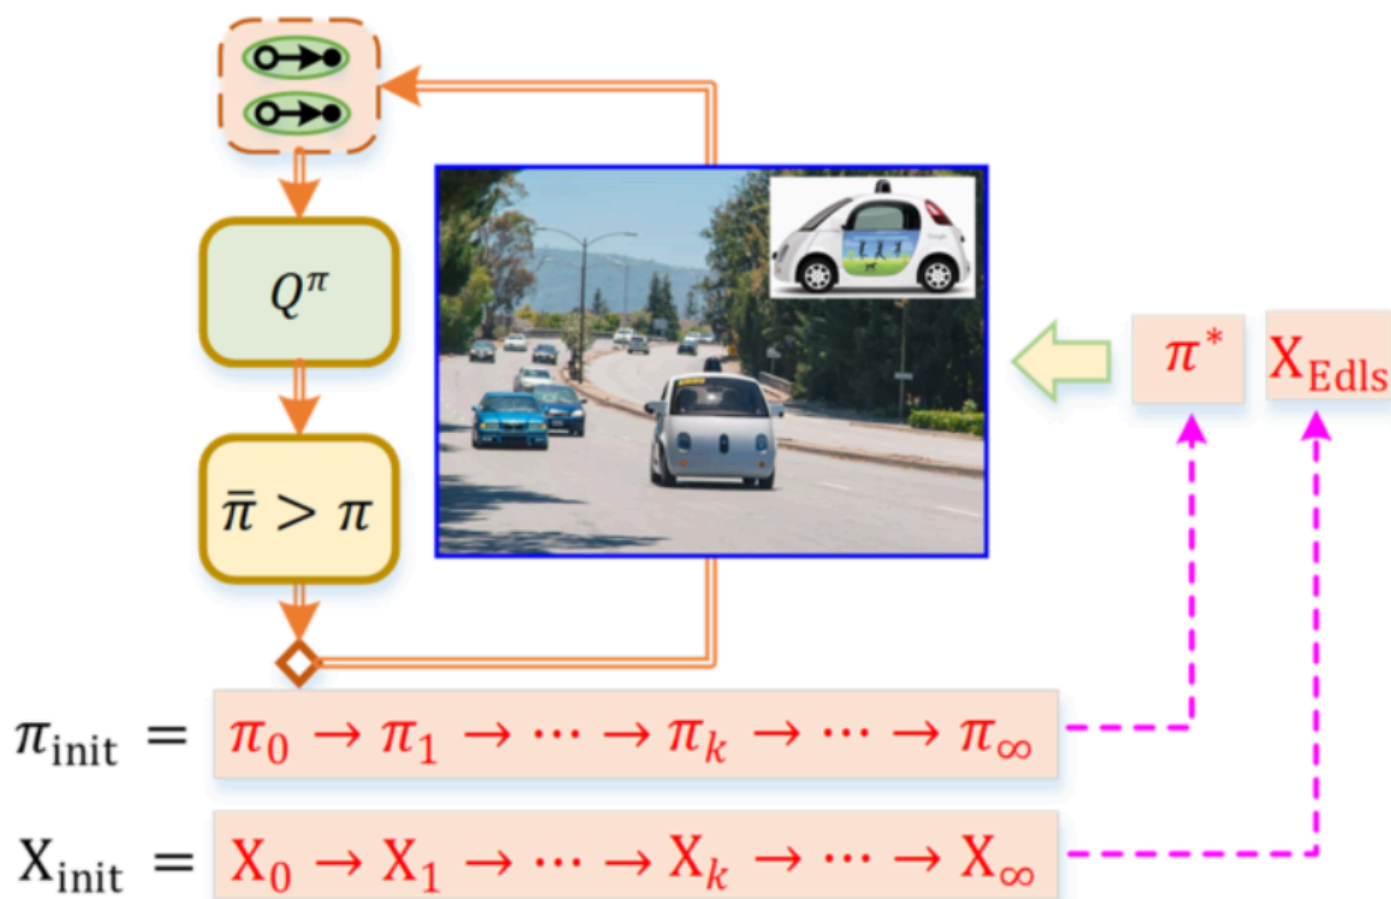 Q^π
π̄ > π
π* X_Edls
π_init = π_0 → π_1 → ⋯ → π_k → ⋯ → π_∞
X_init = X_0 → X_1 → ⋯ → X_k → ⋯ → X_∞